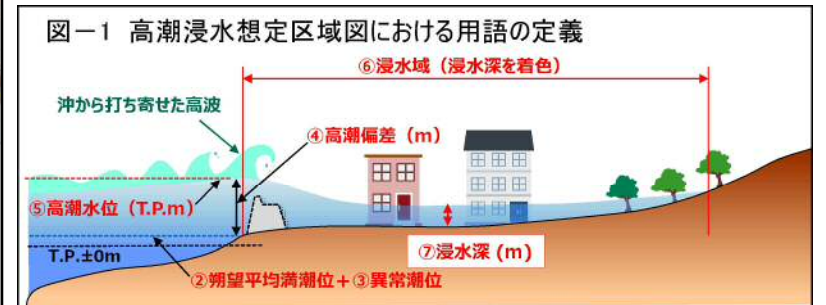 図－1 高潮浸水想定区域図における用語の定義
⑥浸水域（浸水深を着色）
沖から打ち寄せた高波
④高潮偏差（m）
⑤高潮水位（T.P.m）
⑦浸水深 (m)
T.P.±0m
②朔望平均満潮位＋③異常潮位